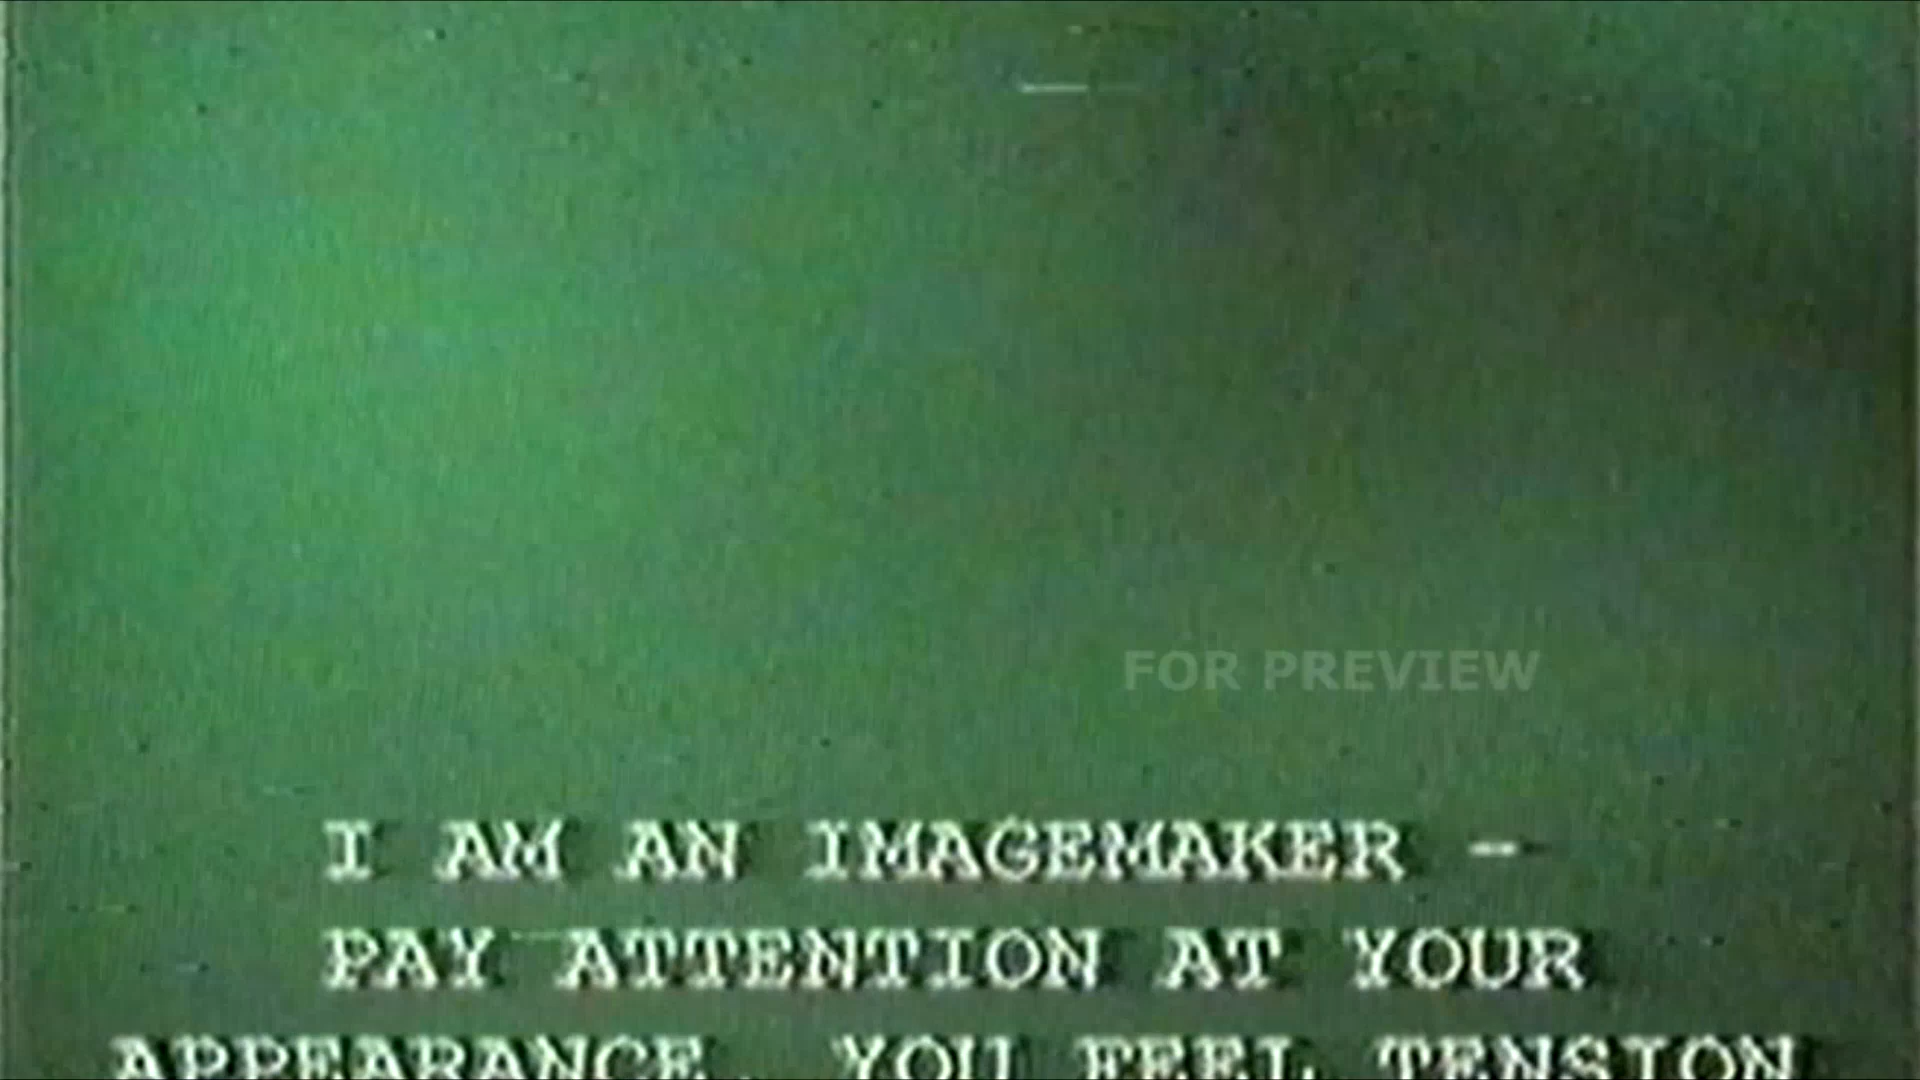 FOR PREVIEW
I AM AN IMAGEMAKER -
PAY ATTENTION AT YOUR
APPEARANCE. YOU FEEL TENSION